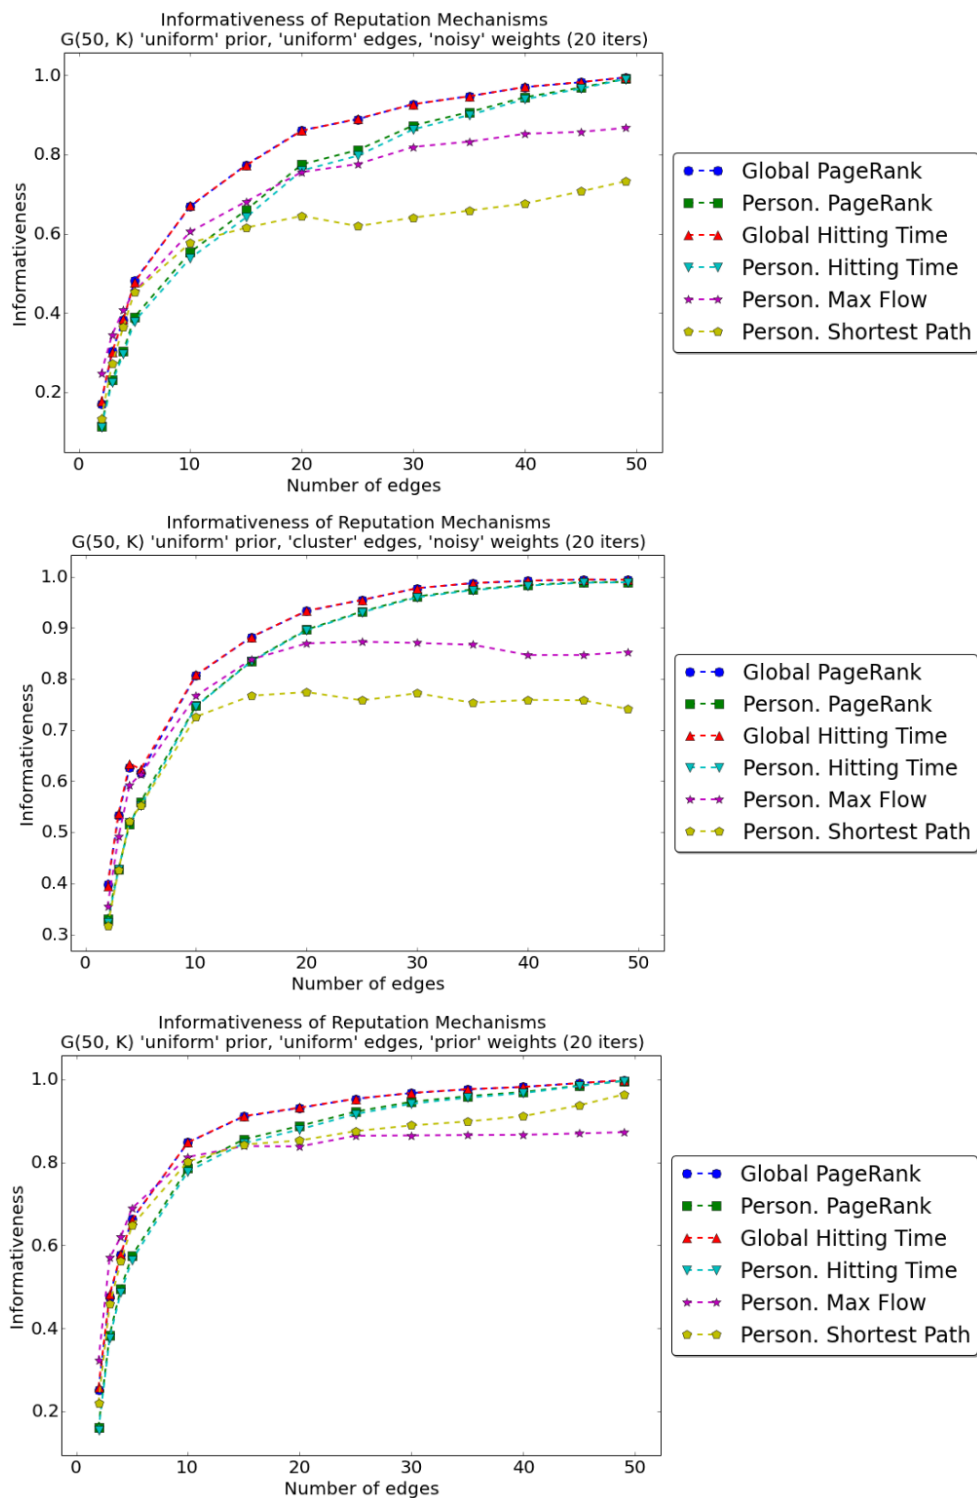 Informativeness of Reputation Mechanisms
G(50, K) 'uniform' prior, 'uniform' edges, 'noisy' weights (20 iters)
1.0
0.8
0.6
0.4
0.2
Informativeness
0 10 20 30 40 50
Number of edges
Global PageRank
Person. PageRank
Global Hitting Time
Person. Hitting Time
Person. Max Flow
Person. Shortest Path
Informativeness of Reputation Mechanisms
G(50, K) 'uniform' prior, 'cluster' edges, 'noisy' weights (20 iters)
1.0
0.9
0.8
0.7
0.6
0.5
0.4
0.3
Informativeness
0 10 20 30 40 50
Number of edges
Global PageRank
Person. PageRank
Global Hitting Time
Person. Hitting Time
Person. Max Flow
Person. Shortest Path
Informativeness of Reputation Mechanisms
G(50, K) 'uniform' prior, 'uniform' edges, 'prior' weights (20 iters)
1.0
0.8
0.6
0.4
0.2
Informativeness
0 10 20 30 40 50
Number of edges
Global PageRank
Person. PageRank
Global Hitting Time
Person. Hitting Time
Person. Max Flow
Person. Shortest Path